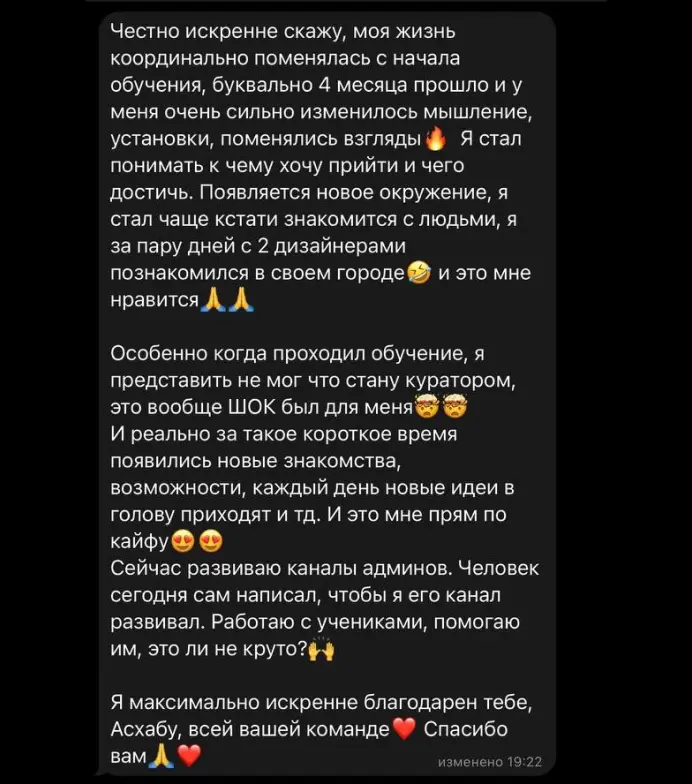 Честно искренне скажу, моя жизнь
координально поменялась с начала
обучения, буквально 4 месяца прошло и у
меня очень сильно изменилось мышление,
установки, поменялись взгляды🔥 Я стал
понимать к чему хочу прийти и чего
достичь. Появляется новое окружение, я
стал чаще кстати знакомится с людьми, я
за пару дней с 2 дизайнерами
познакомился в своем городе🤣 и это мне
нравится🙏🙏
Особенно когда проходил обучение, я
представить не мог что стану куратором,
это вообще ШОК был для меня🤯🤯
И реально за такое короткое время
появились новые знакомства,
возможности, каждый день новые идеи в
голову приходят и тд. И это мне прям по
кайфу😍😍
Сейчас развиваю каналы админов. Человек
сегодня сам написал, чтобы я его канал
развивал. Работаю с учениками, помогаю
им, это ли не круто?🙌
Я максимально искренне благодарен тебе,
Асхабу, всей вашей команде❤️ Спасибо
вам🙏❤️
изменено 19:22